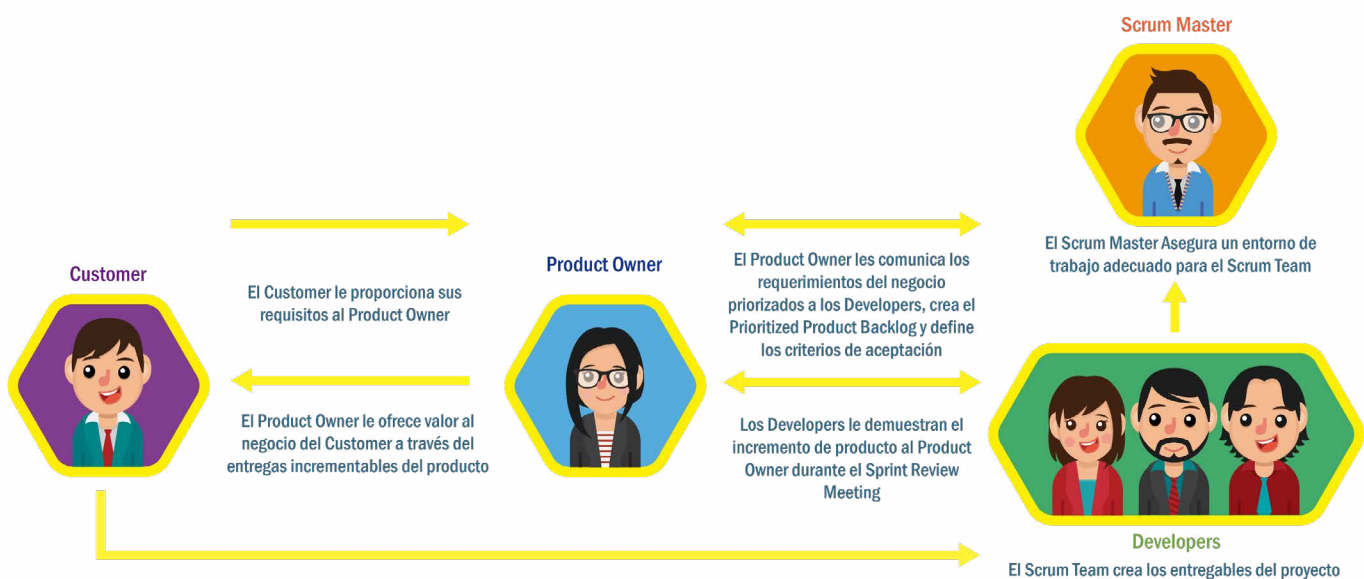 Scrum Master
El Scrum Master Asegura un entorno de
trabajo adecuado para el Scrum Team
Customer
El Customer le proporciona sus
requisitos al Product Owner
El Product Owner le ofrece valor al
negocio del Customer a través del
entregas incrementables del producto
Product Owner
El Product Owner les comunica los
requerimientos del negocio
priorizados a los Developers, crea el
Prioritized Product Backlog y define
los criterios de aceptación
Los Developers le demuestran el
incremento de producto al Product
Owner durante el Sprint Review
Meeting
Developers
El Scrum Team crea los entregables del proyecto